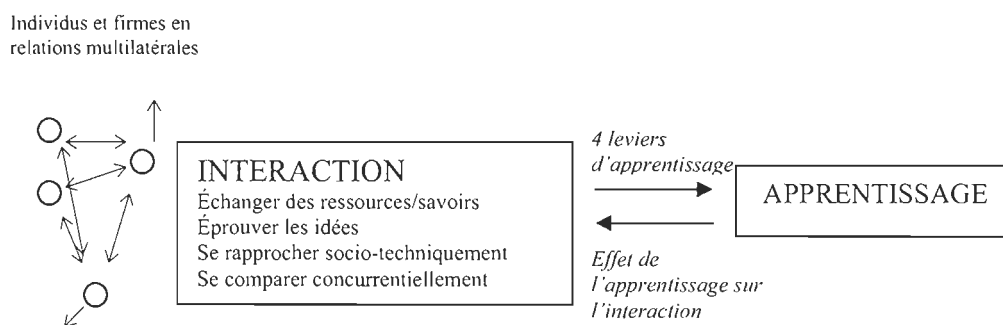 Individus et firmes en
relations multilatérales
INTERACTION
Échanger des ressources/savoirs
Éprouver les idées
Se rapprocher socio-techniquement
Se comparer concurrentiellement
4 leviers
d'apprentissage
Effet de
l'apprentissage sur
l'interaction
APPRENTISSAGE